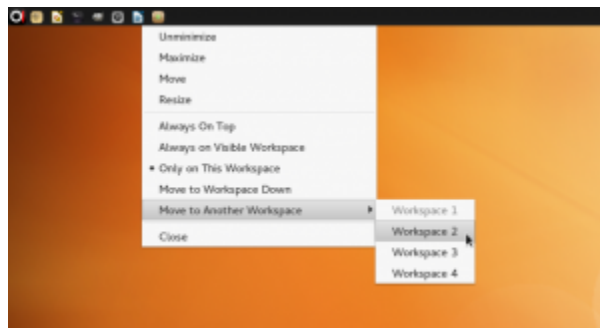 Unminimize
Maximize
Move
Resize
Always On Top
Always on Visible Workspace
Only on This Workspace
Move to Workspace Down
Move to Another Workspace
Close
Workspace 1
Workspace 2
Workspace 3
Workspace 4